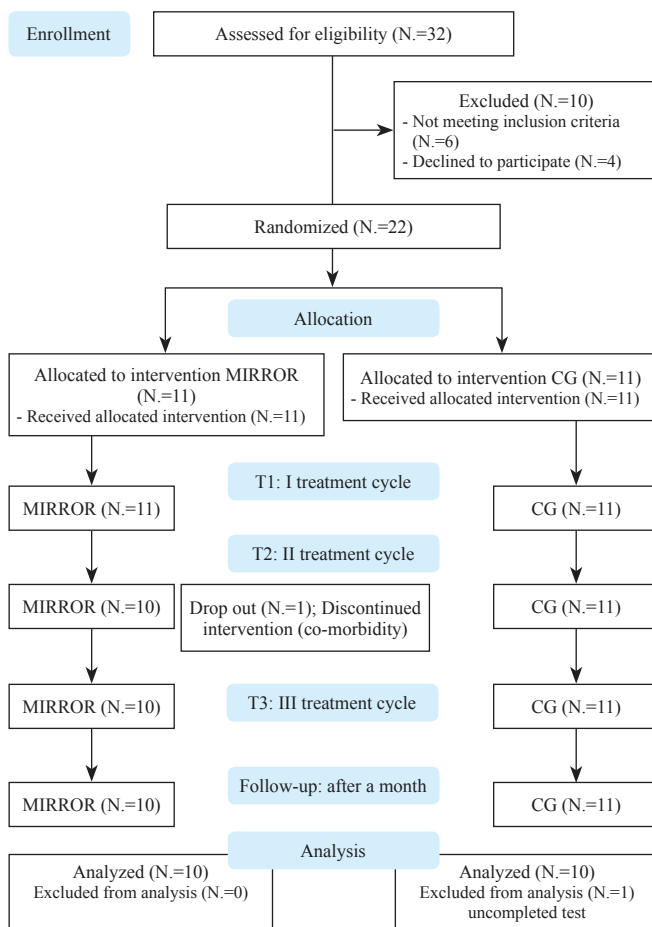 Enrollment
Assessed for eligibility (N.=32)
Excluded (N.=10)
- Not meeting inclusion criteria
(N.=6)
- Declined to participate (N.=4)
Randomized (N.=22)
Allocation
Allocated to intervention MIRROR
(N.=11)
- Received allocated intervention (N.=11)
Allocated to intervention CG (N.=11)
- Received allocated intervention (N.=11)
T1: I treatment cycle
MIRROR (N.=11)
CG (N.=11)
T2: II treatment cycle
MIRROR (N.=10)
Drop out (N.=1); Discontinued
intervention (co-morbidity)
CG (N.=11)
T3: III treatment cycle
MIRROR (N.=10)
CG (N.=11)
Follow-up: after a month
MIRROR (N.=10)
CG (N.=11)
Analysis
Analyzed (N.=10)
Excluded from analysis (N.=0)
Analyzed (N.=10)
Excluded from analysis (N.=1)
uncompleted test